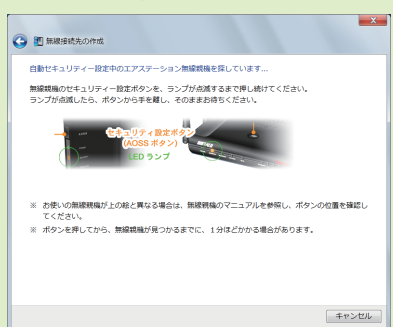 無線接続先の作成
自動セキュリティー設定中のエアステーション無線親機を探しています...
無線親機のセキュリティー設定ボタンを、ランプが点滅するまで押し続けてください。
ランプが点滅したら、ボタンから手を離し、そのままお待ちください。
セキュリティ設定ボタン
(AOSS ボタン)
LED ランプ
※ お使いの無線親機が上の絵と異なる場合は、無線親機のマニュアルを参照し、ボタンの位置を確認し
てください。
※ ボタンを押してから、無線親機が見つかるまでに、1分ほどかかる場合があります。
キャンセル